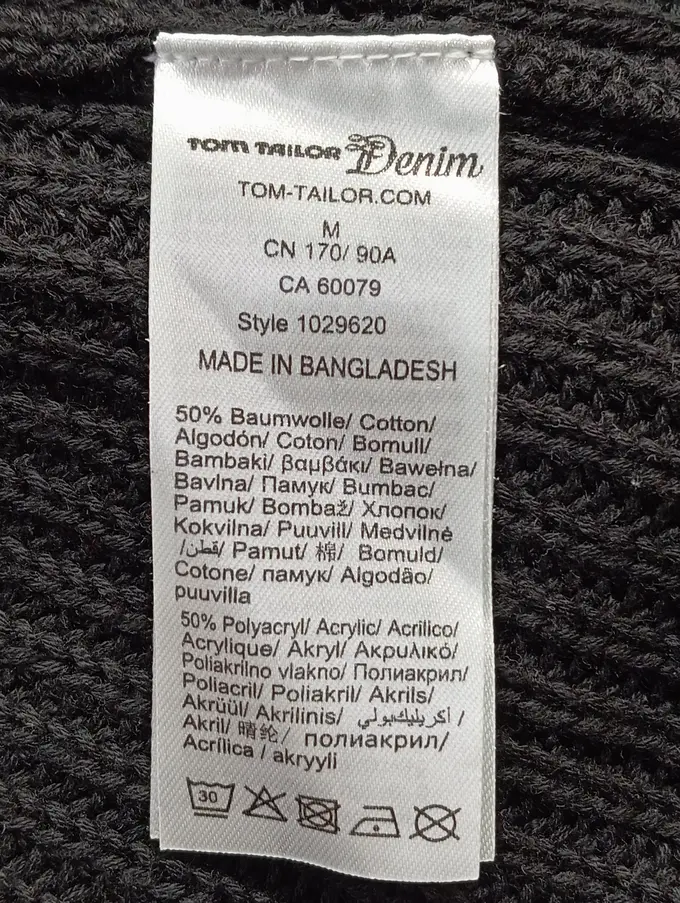 TOM TAILOR Denim
TOM-TAILOR.COM
M
CN 170/ 90A
CA 60079
Style 1029620
MADE IN BANGLADESH
50% Baumwolle/ Cotton/
Algodón/ Coton/ Bomull/
Bambaki/ βαμβάκι/ Bawełna/
Bavlna/ Памук/ Bumbac/
Pamuk/ Bombaž/ Хлопок/
Kokvilna/ Puuvill/ Medvilnė
/قطن/ Pamut/ 棉/ Bomuld/
Cotone/ памук/ Algodão/
puuvilla
50% Polyacryl/ Acrylic/ Acrílico/
Acrylique/ Akryl/ Ακρυλικό/
Poliakrilno vlakno/ Полиакрил/
Poliacril/ Poliakril/ Akrils/
Akrüül/ Akrilinis/ أكريليك بولي /
Akril/ 晴纶/ полиакрил/
Acrílica / akryyli
30